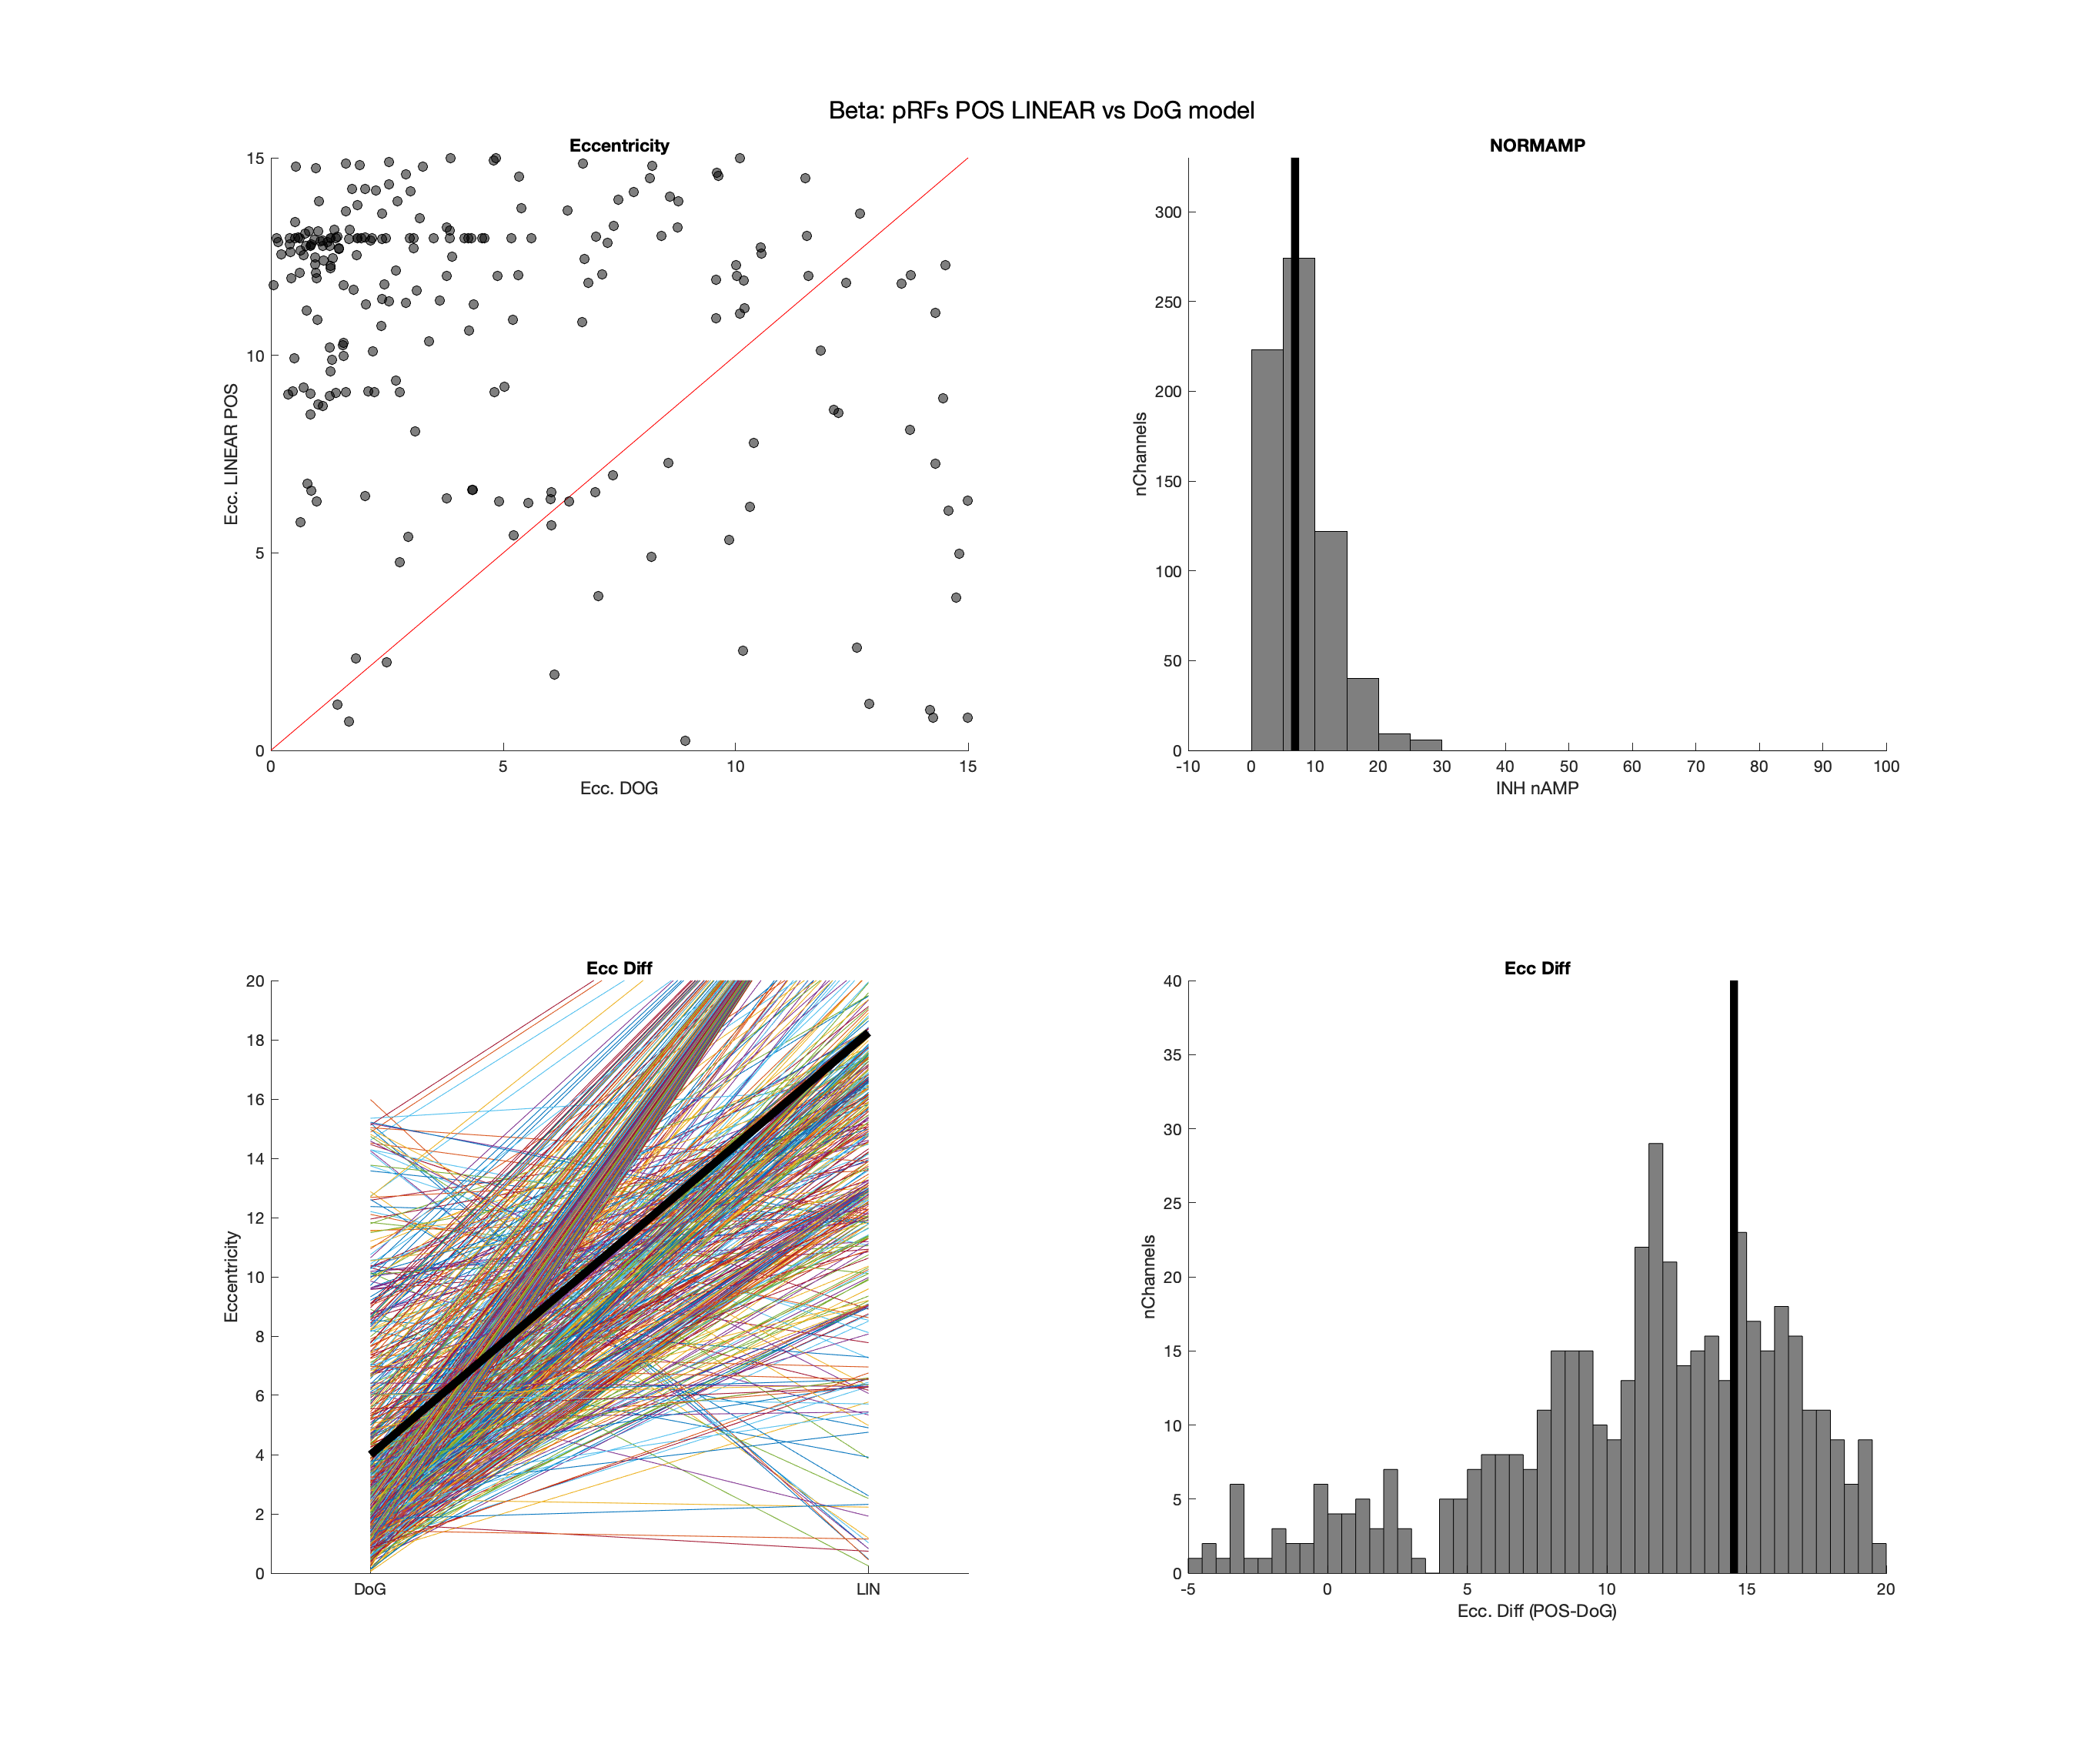 Beta: pRFs POS LINEAR vs DoG model
Eccentricity
15
10
5
0
0 5 10 15
Ecc. LINEAR POS
Ecc. DOG
NORMAMP
300
250
200
150
100
50
0
-10 0 10 20 30 40 50 60 70 80 90 100
nChannels
INH nAMP
Ecc Diff
20
18
16
14
12
10
8
6
4
2
0
Eccentricity
DoG LIN
Ecc Diff
40
35
30
25
20
15
10
5
0
-5 0 5 10 15 20
nChannels
Ecc. Diff (POS-DoG)